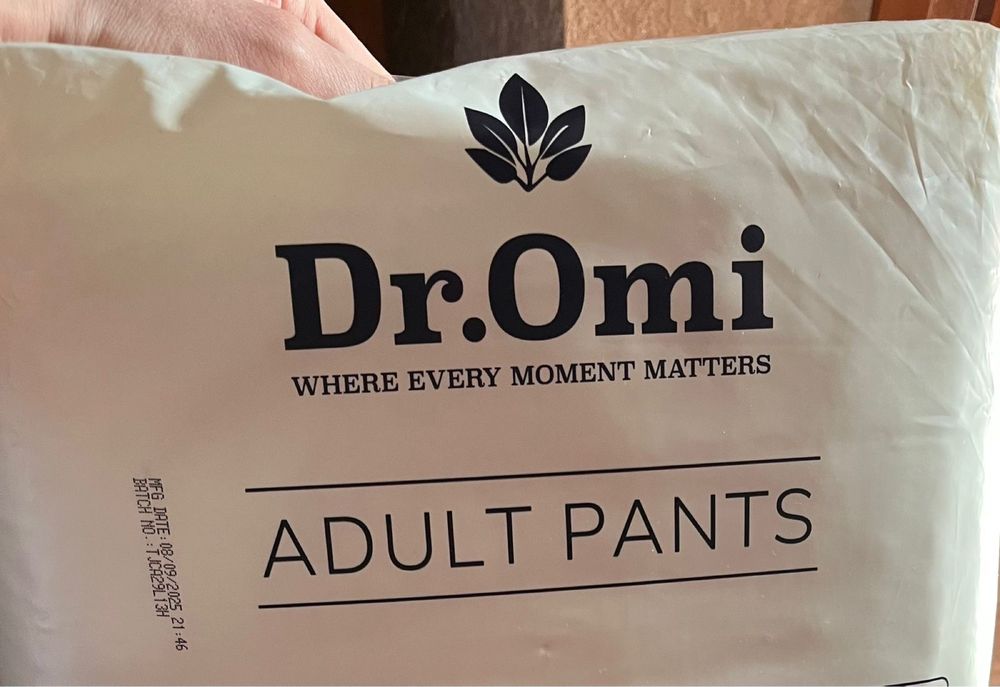 Dr.Omi
WHERE EVERY MOMENT MATTERS
ADULT PANTS
MFG DATE: 08/09/2025 21:46
BATCH NO.:TJCA29L13H